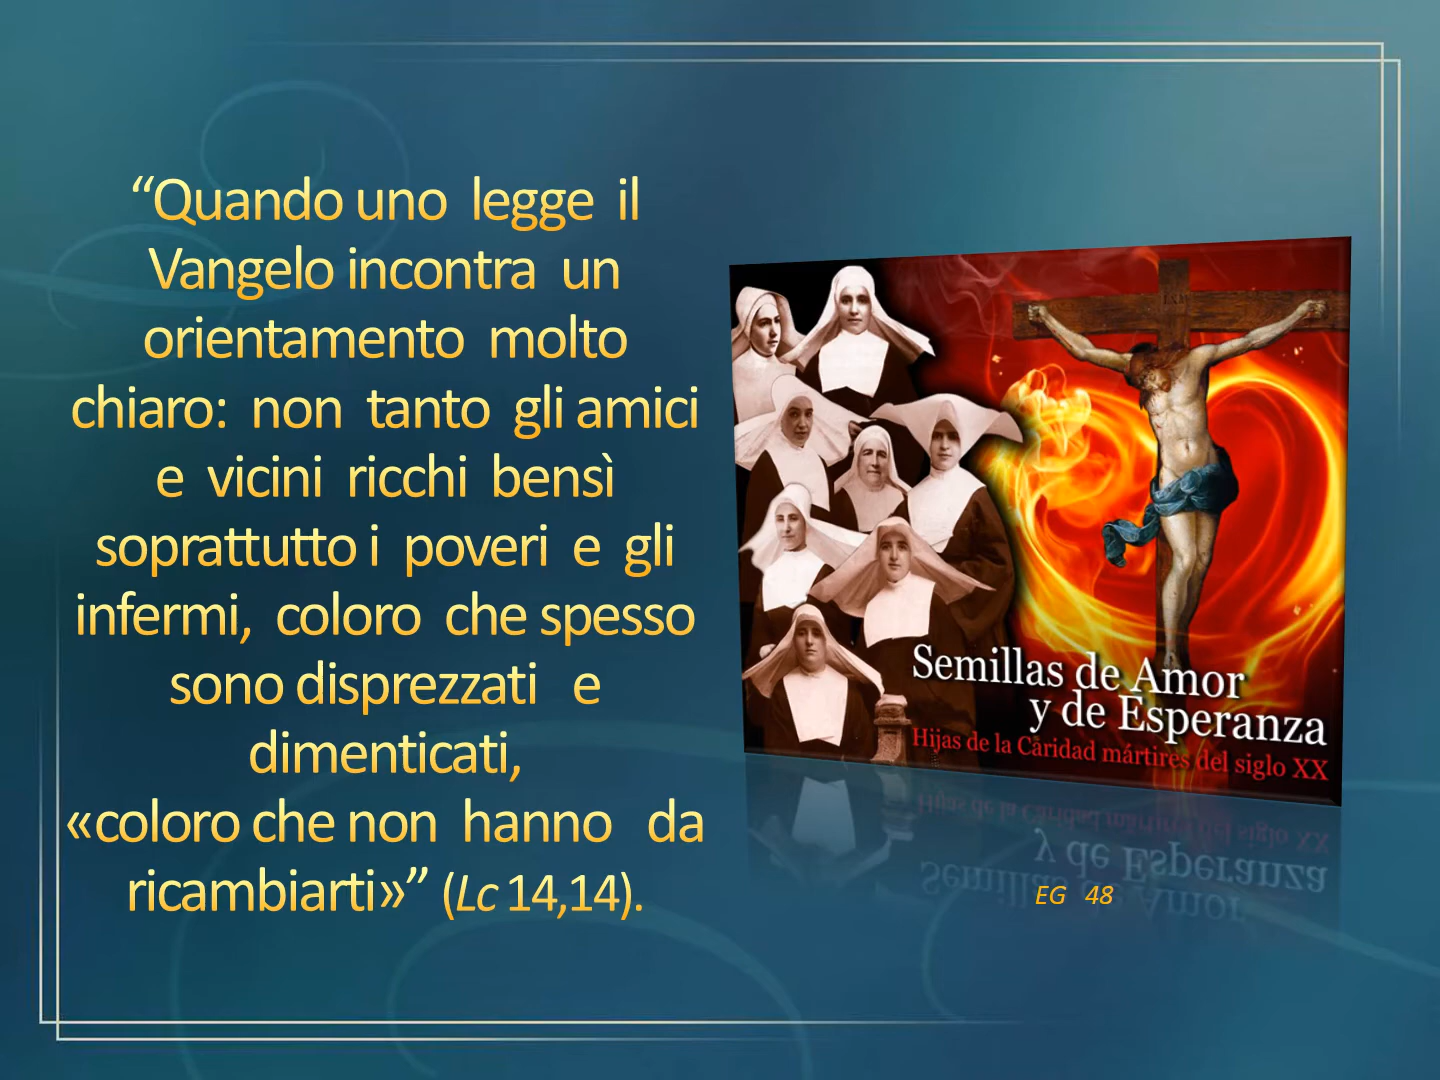 “Quando uno legge il
Vangelo incontra un
orientamento molto
chiaro: non tanto gli amici
e vicini ricchi bensì
soprattutto i poveri e gli
infermi, coloro che spesso
sono disprezzati e
dimenticati,
«coloro che non hanno da
ricambiarti»” (Lc 14,14).
Semillas de Amor
y de Esperanza
Hijas de la Caridad mártires del siglo XX
EG 48